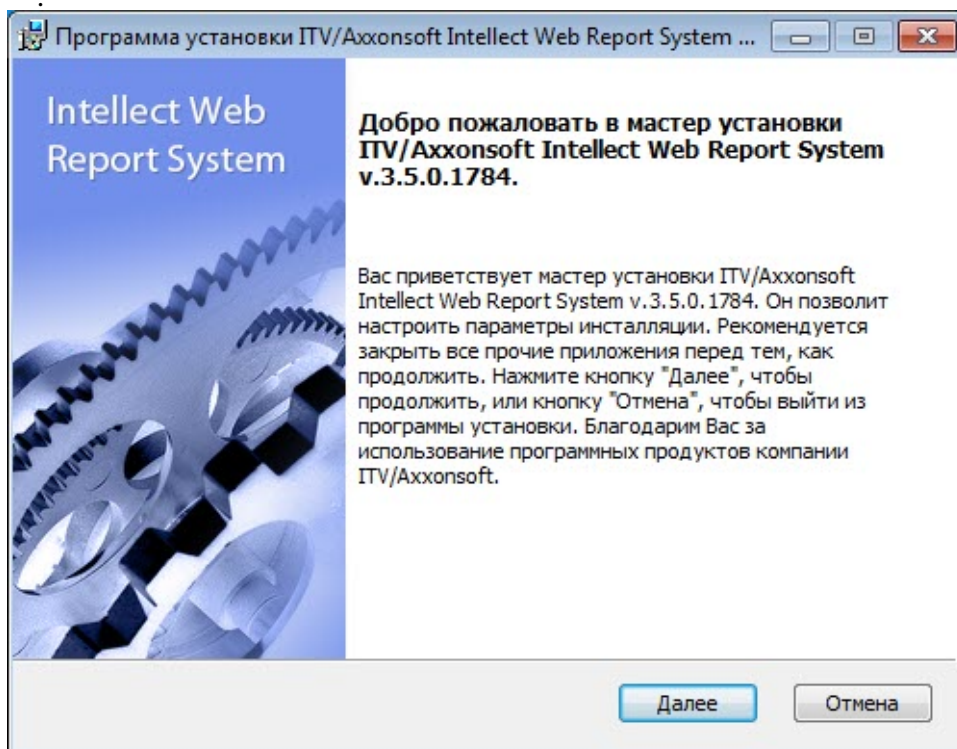 Программа установки ITV/Axxonsoft Intellect Web Report System ...
Intellect Web
Report System
Добро пожаловать в мастер установки
ITV/Axxonsoft Intellect Web Report System
v.3.5.0.1784.
Вас приветствует мастер установки ITV/Axxonsoft
Intellect Web Report System v.3.5.0.1784. Он позволит
настроить параметры инсталляции. Рекомендуется
закрыть все прочие приложения перед тем, как
продолжить. Нажмите кнопку "Далее", чтобы
продолжить, или кнопку "Отмена", чтобы выйти из
программы установки. Благодарим Вас за
использование программных продуктов компании
ITV/Axxonsoft.
Далее
Отмена